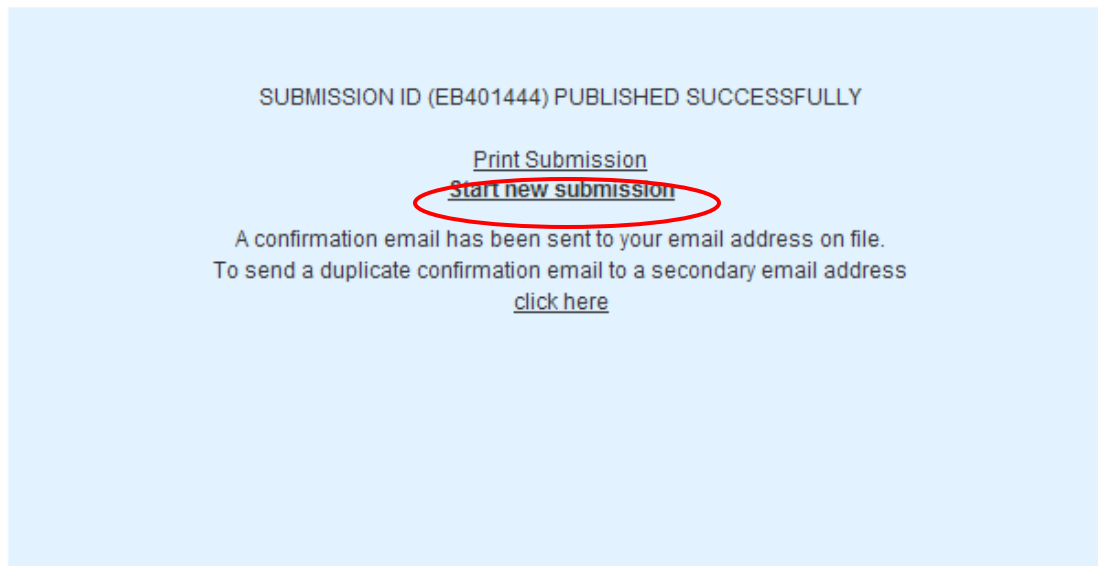 SUBMISSION ID (EB401444) PUBLISHED SUCCESSFULLY
Print Submission
Start new submission
A confirmation email has been sent to your email address on file.
To send a duplicate confirmation email to a secondary email address
click here